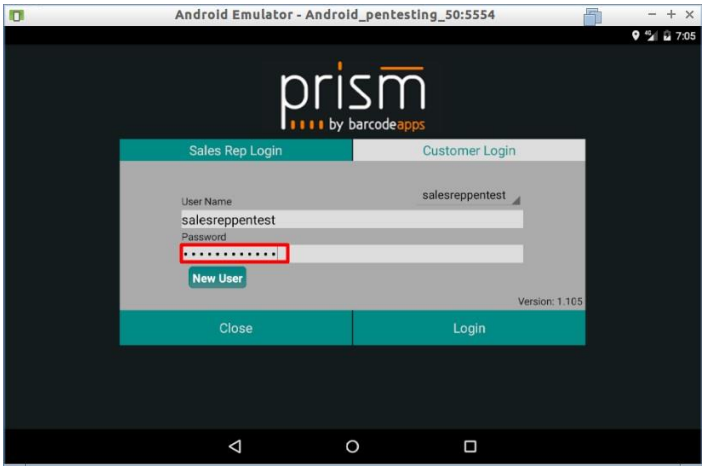 Android Emulator - Android_pentesting_50:5554
4G 7:05
prism
by barcodeapps
Sales Rep Login Customer Login
salesreppentest
User Name
salesreppentest
Password
••••••••••••
New User
Version: 1.105
Close Login